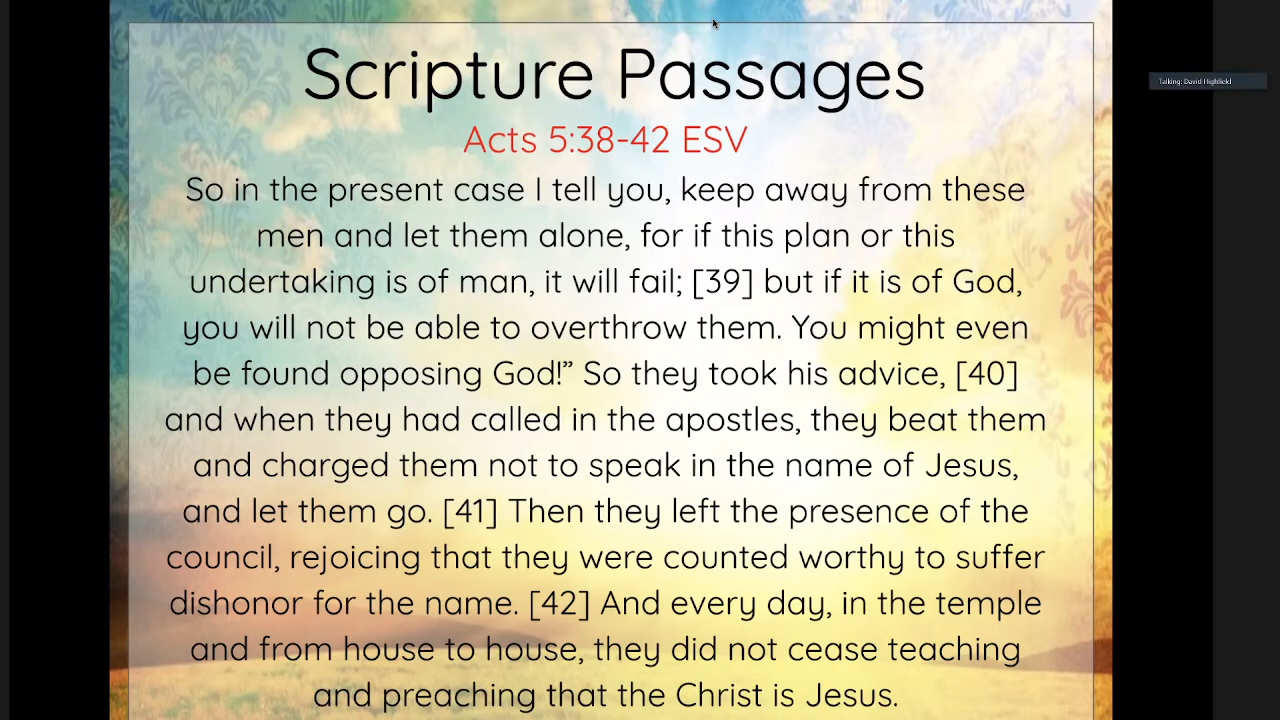 Scripture Passages
Talking: David Highfield
Acts 5:38-42 ESV
So in the present case I tell you, keep away from these
men and let them alone, for if this plan or this
undertaking is of man, it will fail; [39] but if it is of God,
you will not be able to overthrow them. You might even
be found opposing God!” So they took his advice, [40]
and when they had called in the apostles, they beat them
and charged them not to speak in the name of Jesus,
and let them go. [41] Then they left the presence of the
council, rejoicing that they were counted worthy to suffer
dishonor for the name. [42] And every day, in the temple
and from house to house, they did not cease teaching
and preaching that the Christ is Jesus.